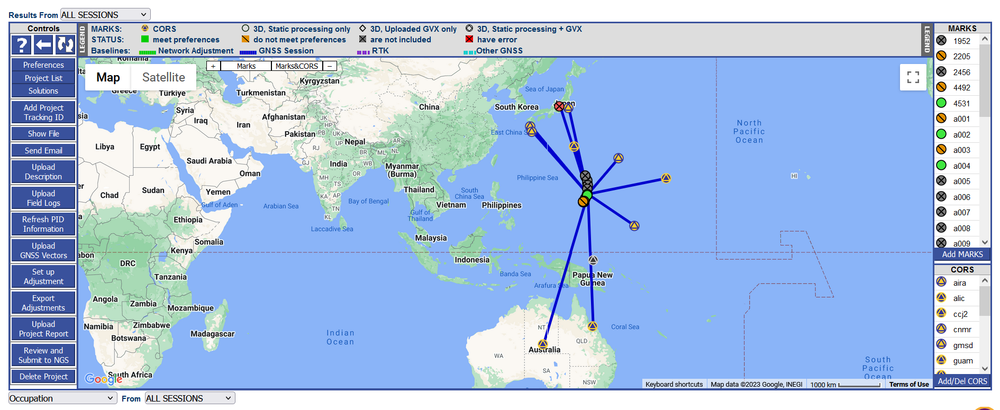 Results From ALL SESSIONS
Controls
?
Preferences
Project List
Solutions
Add Project
Tracking ID
Show File
Send Email
Upload
Description
Upload
Field Logs
Refresh PID
Information
Upload
GNSS Vectors
Set up
Adjustment
Export
Adjustments
Upload
Project Report
Review and
Submit to NGS
Delete Project
LEGEND
MARKS: CORS 3D, Static processing only 3D, Uploaded GVX only 3D, Static processing + GVX
STATUS: meet preferences do not meet preferences are not included have error
Baselines: Network Adjustment GNSS Session RTK Other GNSS
LEGEND
+ Marks Marks&CORS −
Map Satellite
Romania
Ita
Greece
Türkiye
Turkmenistan
Kyrgyzstan
Sea of Japan
Japan
South Korea
China
Syria
Iraq
Iran
Afghanistan
Pakistan
JK
HP
PB
UK
UP
Nepal
AR
NL
ML
BR
RJ
East China S
North
Pacific
Ocean
sia
Libya
Egypt
Saudi Arabia
Oman
GJ
India
WB
OR
MH
TS
Myanmar
(Burma)
Philippine Sea
HI
er
Chad
Sudan
Yemen
Gulf of Aden
Arabian Sea
KA
AP
TN
KL
Bay of Bengal
Thailand
South
China Sea
Vietnam
Philippines
Gulf of
Thailand
a
Ethiopia
Laccadive Sea
Somalia
Malaysia
Kenya
abon
DRC
Indonesia
Tanzania
Banda Sea
Papua New
Guinea
Arafura Sea
Angola
Zambia
Mozambique
Namibia
Zimbabwe
Botswana
Madagascar
Indian
Ocean
NT
Coral Sea
QLD
Australia
WA
SA
NSW
South Africa
South
Pacific
Ocean
Google
Keyboard shortcuts Map data ©2023 Google, INEGI 1000 km Terms of Use
MARKS
1952
2205
2456
4492
4531
a001
a002
a003
a004
a005
a006
a007
a008
a009
Add MARKS
CORS
aira
alic
ccj2
cnmr
gmsd
guam
Add/Del CORS
Occupation From ALL SESSIONS